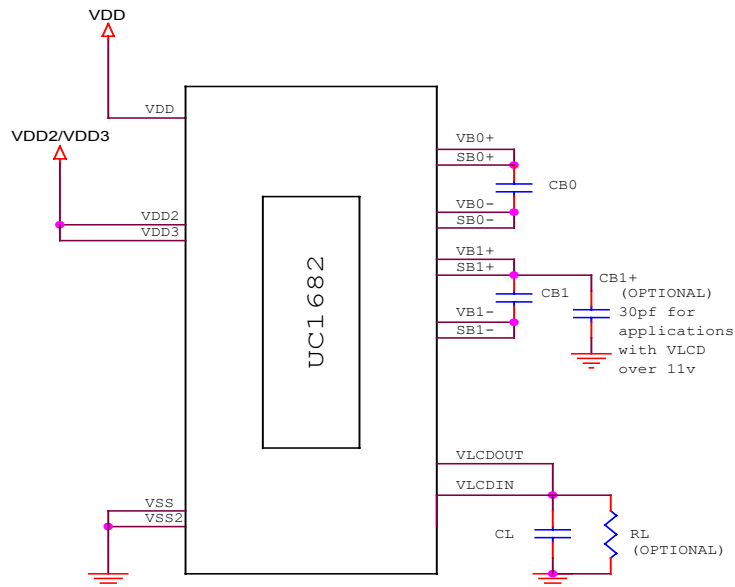 VDD
VDD
VDD2/VDD3
VDD2
VDD3
VSS
VSS2
UC1682
VB0+
SB0+
CB0
VB0-
SB0-
VB1+
SB1+
CB1
VB1-
SB1-
CB1+
(OPTIONAL)
30pf for
applications
with VLCD
over 11v
VLCDOUT
VLCDIN
CL
RL
(OPTIONAL)